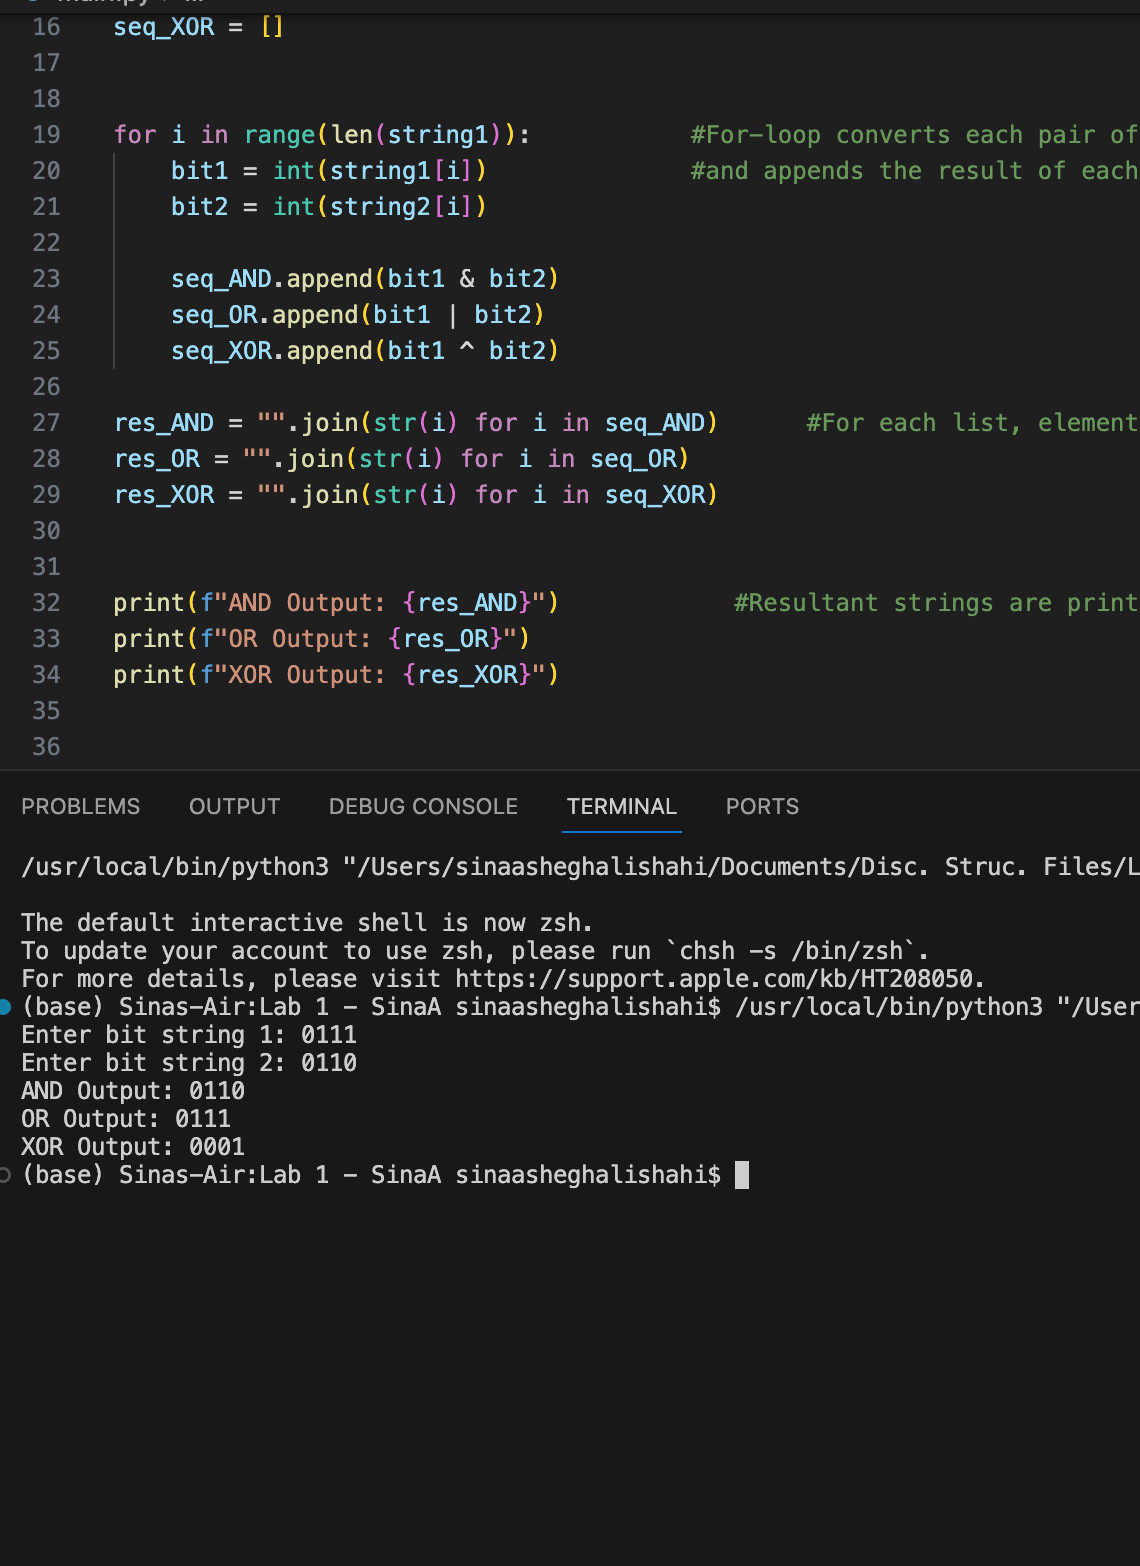 16 seq_XOR = []
17
18
19 for i in range(len(string1)): #For-loop converts each pair of
20 bit1 = int(string1[i]) #and appends the result of each
21 bit2 = int(string2[i])
22
23 seq_AND.append(bit1 & bit2)
24 seq_OR.append(bit1 | bit2)
25 seq_XOR.append(bit1 ^ bit2)
26
27 res_AND = "".join(str(i) for i in seq_AND) #For each list, element
28 res_OR = "".join(str(i) for i in seq_OR)
29 res_XOR = "".join(str(i) for i in seq_XOR)
30
31
32 print(f"AND Output: {res_AND}") #Resultant strings are print
33 print(f"OR Output: {res_OR}")
34 print(f"XOR Output: {res_XOR}")
35
36
PROBLEMS OUTPUT DEBUG CONSOLE TERMINAL PORTS
/usr/local/bin/python3 "/Users/sinaasheghalishahi/Documents/Disc. Struc. Files/L
The default interactive shell is now zsh.
To update your account to use zsh, please run `chsh -s /bin/zsh`.
For more details, please visit https://support.apple.com/kb/HT208050.
(base) Sinas-Air:Lab 1 - SinaA sinaasheghalishahi$ /usr/local/bin/python3 "/User
Enter bit string 1: 0111
Enter bit string 2: 0110
AND Output: 0110
OR Output: 0111
XOR Output: 0001
(base) Sinas-Air:Lab 1 - SinaA sinaasheghalishahi$